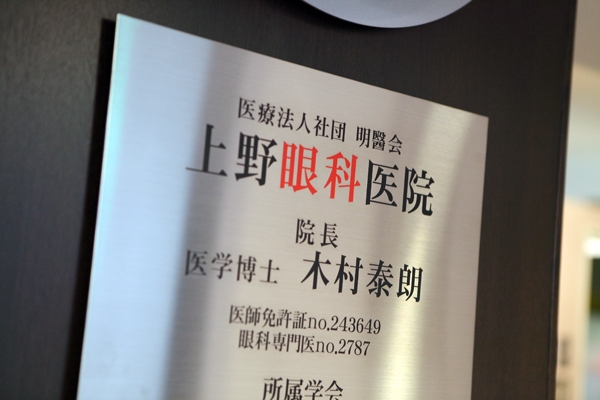 医療法人社団 明醫会
上野眼科医院
院長
医学博士 木村泰朗
医師免許証no.243649
眼科専門医no.2787
所属学会